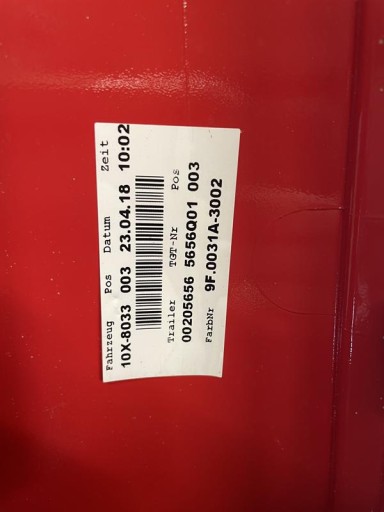 Fahrzeug Pos Datum Zeit
10X-8033 003 23.04.18 10:02
Trailer TGT-Nr Pos
00205656 5656Q01 003
FarbNr 9F.0031A-3002